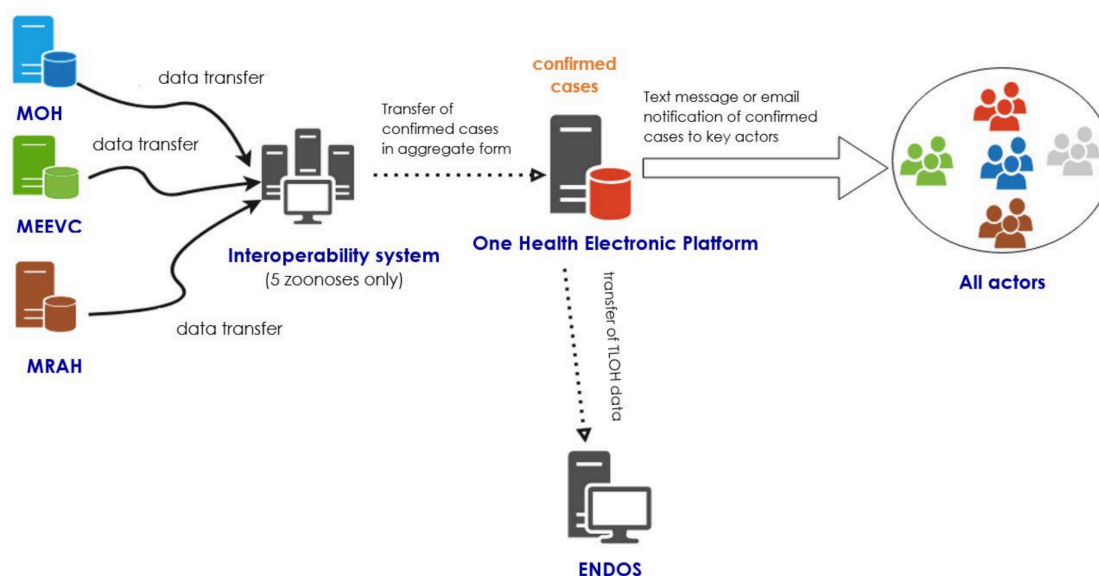 MOH
data transfer
MEEVC
data transfer
MRAH
data transfer
Interoperability system
(5 zoonoses only)
Transfer of
confirmed cases
in aggregate form
confirmed
cases
One Health Electronic Platform
Text message or email
notification of confirmed
cases to key actors
All actors
transfer of TLOH data
ENDOS